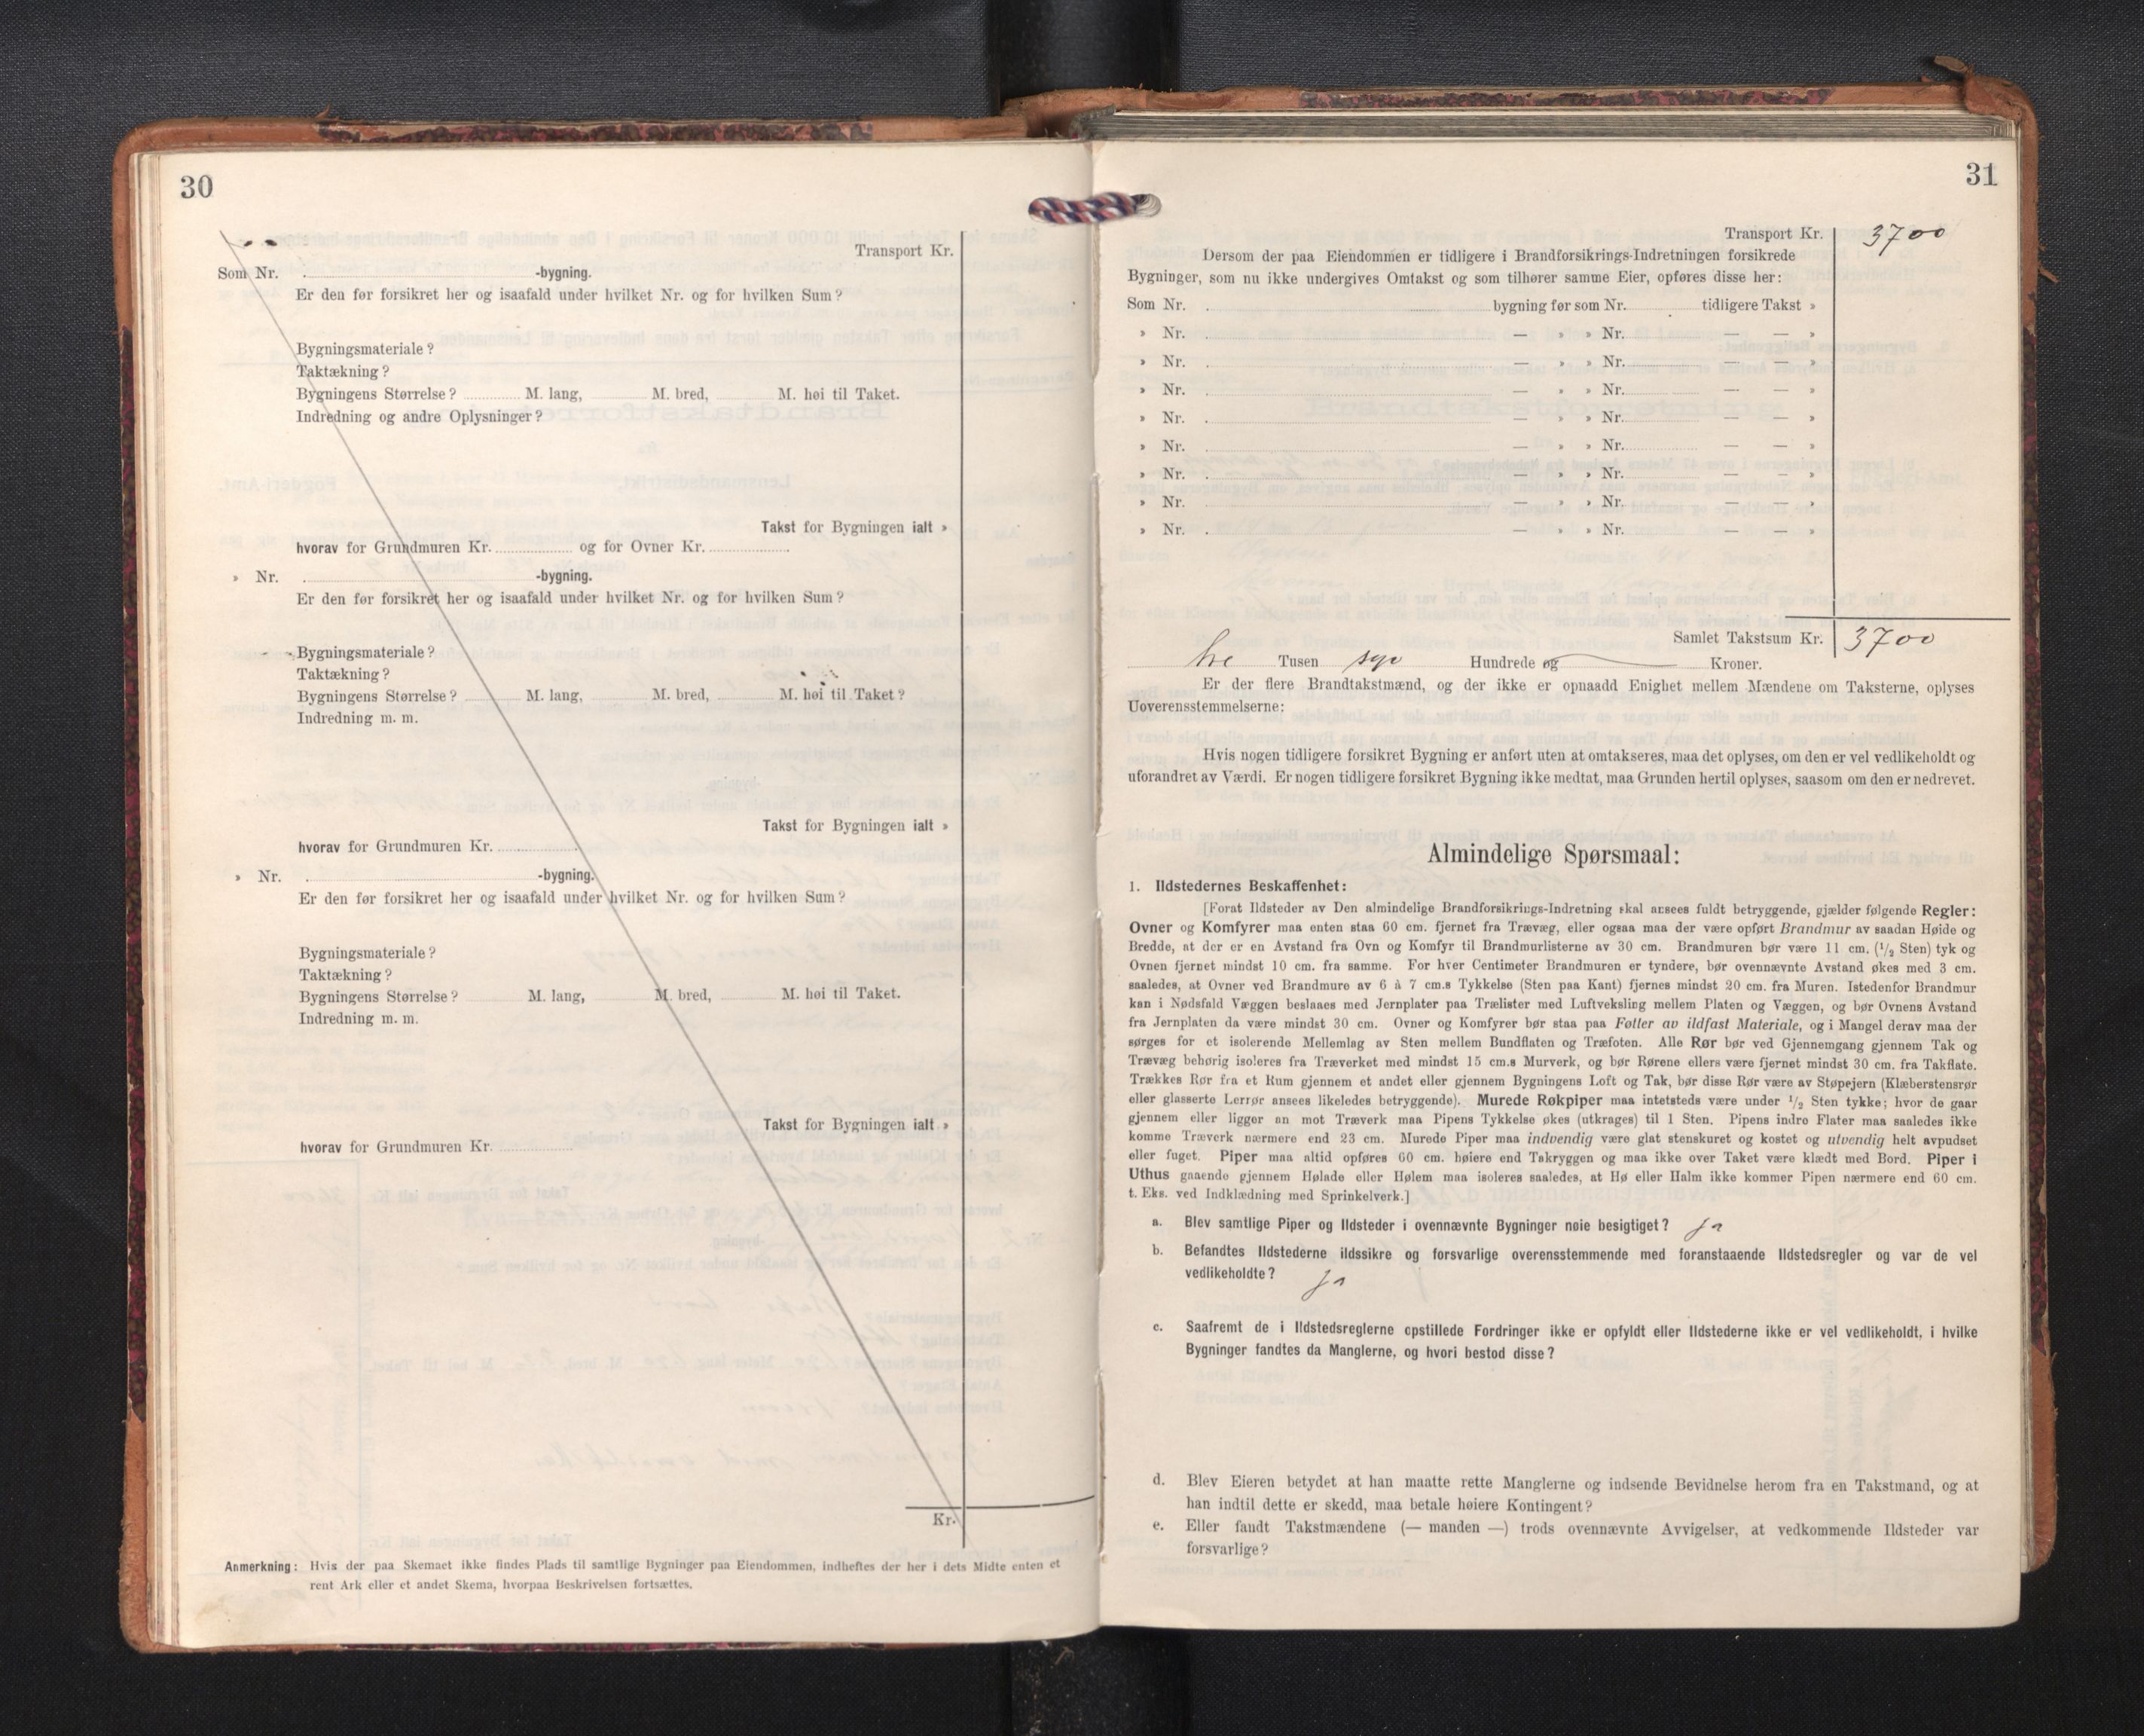 30
Transport Kr.
Som Nr. -bygning.
Er den før forsikret her og isaafald under hvilket Nr. og for hvilken Sum?
Bygningsmateriale?
Taktækning?
Bygningens Størrelse? M. lang, M. bred, M. høi til Taket.
Indredning og andre Oplysninger?
Takst for Bygningen ialt »
hvorav for Grundmuren Kr. og for Ovner Kr.
» Nr. -bygning.
Er den før forsikret her og isaafald under hvilket Nr. og for hvilken Sum?
Bygningsmateriale?
Taktækning?
Bygningens Størrelse? M. lang, M. bred, M. høi til Taket?
Indredning m. m.
Takst for Bygningen ialt »
hvorav for Grundmuren Kr.
» Nr. -bygning.
Er den før forsikret her og isaafald under hvilket Nr. og for hvilken Sum?
Bygningsmateriale?
Taktækning?
Bygningens Størrelse? M. lang, M. bred, M. høi til Taket.
Indredning m. m.
Takst for Bygningen ialt »
hvorav for Grundmuren Kr.
Kr.
Anmerkning: Hvis der paa Skemaet ikke findes Plads til samtlige Bygninger paa Eiendommen, indheftes der her i dets Midte enten et
rent Ark eller et andet Skema, hvorpaa Beskrivelsen fortsættes.
31
Transport Kr. 3700
Dersom der paa Eiendommen er tidligere i Brandforsikrings-Indretningen forsikrede
Bygninger, som nu ikke undergives Omtakst og som tilhører samme Eier, opføres disse her:
Som Nr. bygning før som Nr. tidligere Takst »
» Nr. — » » Nr. — — »
» Nr. — » » Nr. — — »
» Nr. — » » Nr. — — »
» Nr. — » » Nr. — — »
» Nr. — » » Nr. — — »
» Nr. — » » Nr. — — »
» Nr. — » » Nr. — — »
» Nr. — » » Nr. — — »
Samlet Takstsum Kr. 3700
tre Tusen syv Hundrede og Kroner.
Er der flere Brandtakstmænd, og der ikke er opnaadd Enighet mellem Mændene om Taksterne, oplyses
Uoverensstemmelserne:
Hvis nogen tidligere forsikret Bygning er anført uten at omtakseres, maa det oplyses, om den er vel vedlikeholdt og
uforandret av Værdi. Er nogen tidligere forsikret Bygning ikke medtat, maa Grunden hertil oplyses, saasom om den er nedrevet.
Almindelige Spørsmaal:
1. Ildstedernes Beskaffenhet:
[Forat Ildsteder av Den almindelige Brandforsikrings-Indretning skal ansees fuldt betryggende, gjælder følgende Regler:
Ovner og Komfyrer maa enten staa 60 cm. fjernet fra Trævæg, eller ogsaa maa der være opført Brandmur av saadan Høide og
Bredde, at der er en Avstand fra Ovn og Komfyr til Brandmurlisterne av 30 cm. Brandmuren bør være 11 cm. (1/2 Sten) tyk og
Ovnen fjernet mindst 10 cm. fra samme. For hver Centimeter Brandmuren er tyndere, bør ovennævnte Avstand økes med 3 cm.
saaledes, at Ovner ved Brandmure av 6 à 7 cm.s Tykkelse (Sten paa Kant) fjernes mindst 20 cm. fra Muren. Istedenfor Brandmur
kan i Nødsfald Væggen beslaaes med Jernplater paa Trælister med Luftveksling mellem Platen og Væggen, og bør Ovnens Avstand
fra Jernplaten da være mindst 30 cm. Ovner og Komfyrer bør staa paa Føtter av ildfast Materiale, og i Mangel derav maa der
sørges for et isolerende Mellemlag av Sten mellem Bundflaten og Træfoten. Alle Rør bør ved Gjennemgang gjennem Tak og
Trævæg behørig isoleres fra Træverket med mindst 15 cm.s Murverk, og bør Rørene ellers være fjernet mindst 30 cm. fra Takflate.
Trækkes Rør fra et Rum gjennem et andet eller gjennem Bygningens Loft og Tak, bør disse Rør være av Støpejern (Klæberstensrør
eller glasserte Lerrør ansees likeledes betryggende). Murede Røkpiper maa intetsteds være under 1/2 Sten tykke; hvor de gaar
gjennem eller ligger an mot Træverk maa Pipens Tykkelse økes (utkrages) til 1 Sten. Pipens indre Flater maa saaledes ikke
komme Træverk nærmere end 23 cm. Murede Piper maa indvendig være glat stenskuret og kostet og utvendig helt avpudset
eller fuget. Piper maa altid opføres 60 cm. høiere end Takryggen og maa ikke over Taket være klædt med Bord. Piper i
Uthus gaaende gjennem Hølade eller Hølem maa isoleres saaledes, at Hø eller Halm ikke kommer Pipen nærmere end 60 cm.
t. Eks. ved Indklædning med Sprinkelverk.]
a. Blev samtlige Piper og Ildsteder i ovennævnte Bygninger nøie besigtiget? ja
b. Befandtes Ildstederne ildssikre og forsvarlige overensstemmende med foranstaaende Ildstedsregler og var de vel
vedlikeholdte? ja
c. Saafremt de i Ildstedsreglerne opstillede Fordringer ikke er opfyldt eller Ildstederne ikke er vel vedlikeholdt, i hvilke
Bygninger fandtes da Manglerne, og hvori bestod disse?
d. Blev Eieren betydet at han maatte rette Manglerne og indsende Bevidnelse herom fra en Takstmand, og at
han indtil dette er skedd, maa betale høiere Kontingent?
e. Eller fandt Takstmændene (— manden —) trods ovennævnte Avvigelser, at vedkommende Ildsteder var
forsvarlige?